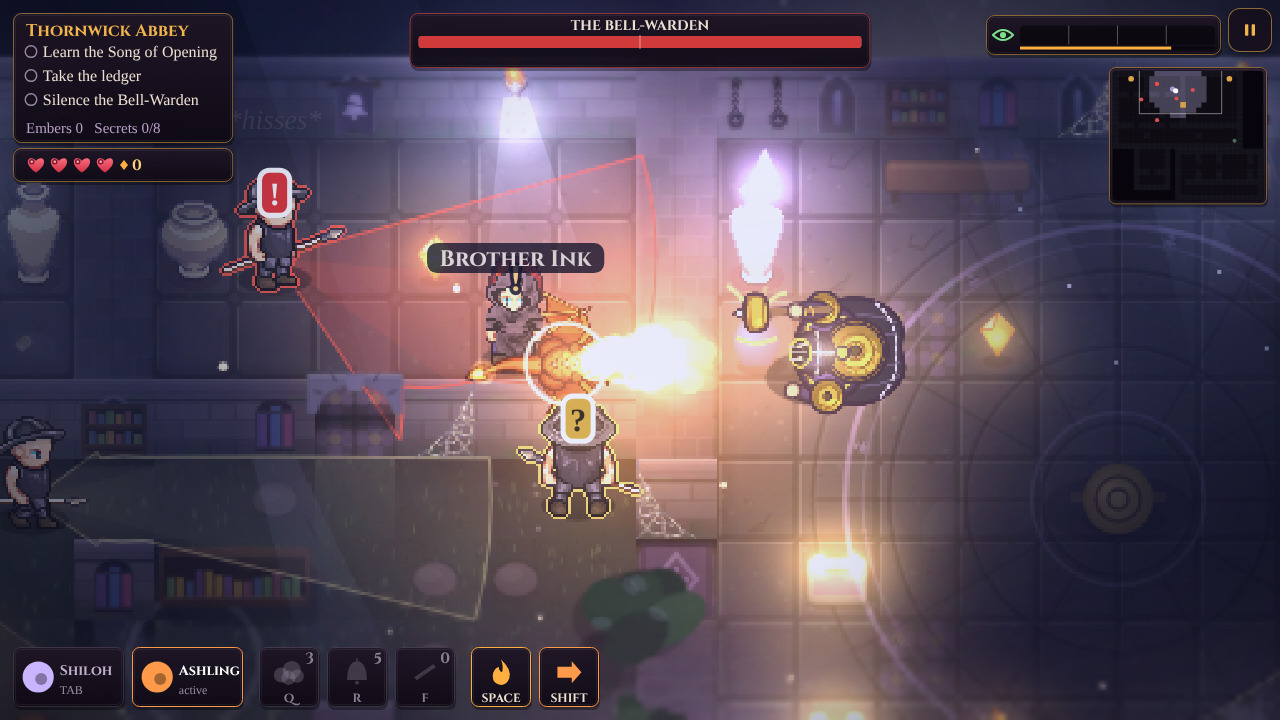 THORNWICK ABBEY
Learn the Song of Opening
Take the ledger
Silence the Bell-Warden
Embers 0 Secrets 0/8
0
THE BELL-WARDEN
*hisses*
!
BROTHER INK
?
SHILOH
TAB
ASHLING
active
3
Q
5
R
0
F
SPACE
SHIFT